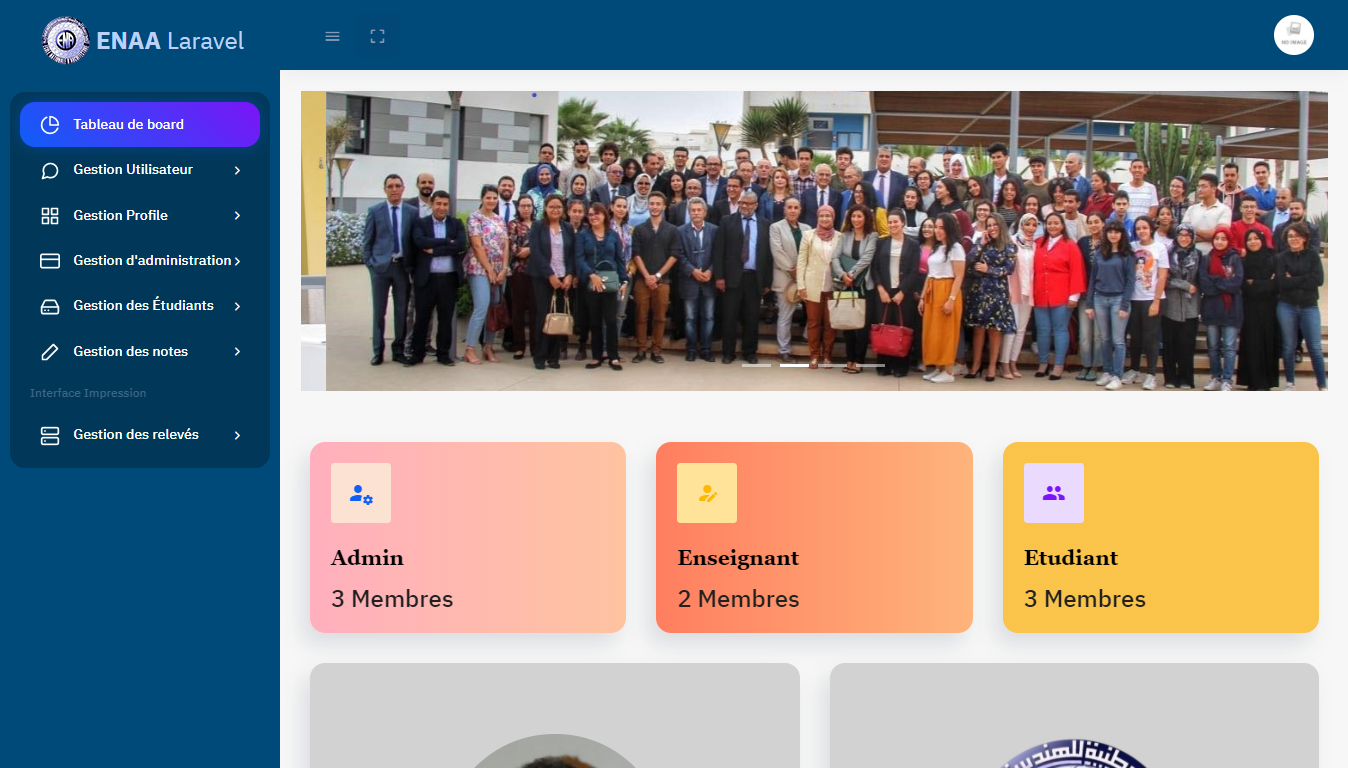 ENAA Laravel
NO IMAGE
Tableau de board
Gestion Utilisateur
Gestion Profile
Gestion d'administration
Gestion des Étudiants
Gestion des notes
Interface Impression
Gestion des relevés
Admin
3 Membres
Enseignant
2 Membres
Etudiant
3 Membres